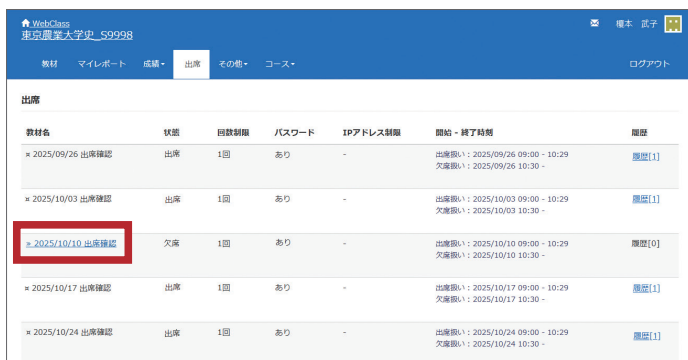 WebClass
東京農業大学史_S9998
榎本 武子
教材 マイレポート 成績 出席 その他 コース ログアウト
出席
教材名 状態 回数制限 パスワード IPアドレス制限 開始 - 終了時刻 履歴
» 2025/09/26 出席確認 出席 1回 あり - 出席扱い : 2025/09/26 09:00 - 10:29 履歴[1]
欠席扱い : 2025/09/26 10:30 -
» 2025/10/03 出席確認 出席 1回 あり - 出席扱い : 2025/10/03 09:00 - 10:29 履歴[1]
欠席扱い : 2025/10/03 10:30 -
» 2025/10/10 出席確認 欠席 1回 あり - 出席扱い : 2025/10/10 09:00 - 10:29 履歴[0]
欠席扱い : 2025/10/10 10:30 -
» 2025/10/17 出席確認 出席 1回 あり - 出席扱い : 2025/10/17 09:00 - 10:29 履歴[1]
欠席扱い : 2025/10/17 10:30 -
» 2025/10/24 出席確認 出席 1回 あり - 出席扱い : 2025/10/24 09:00 - 10:29 履歴[1]
欠席扱い : 2025/10/24 10:30 -